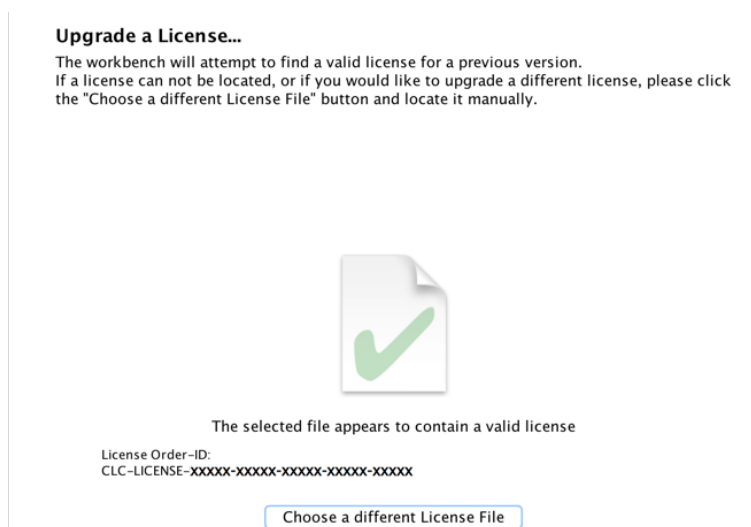 Upgrade a License...
The workbench will attempt to find a valid license for a previous version.
If a license can not be located, or if you would like to upgrade a different license, please click
the "Choose a different License File" button and locate it manually.
The selected file appears to contain a valid license
License Order-ID:
CLC-LICENSE-XXXXX-XXXXX-XXXXX-XXXXX-XXXXX
Choose a different License File